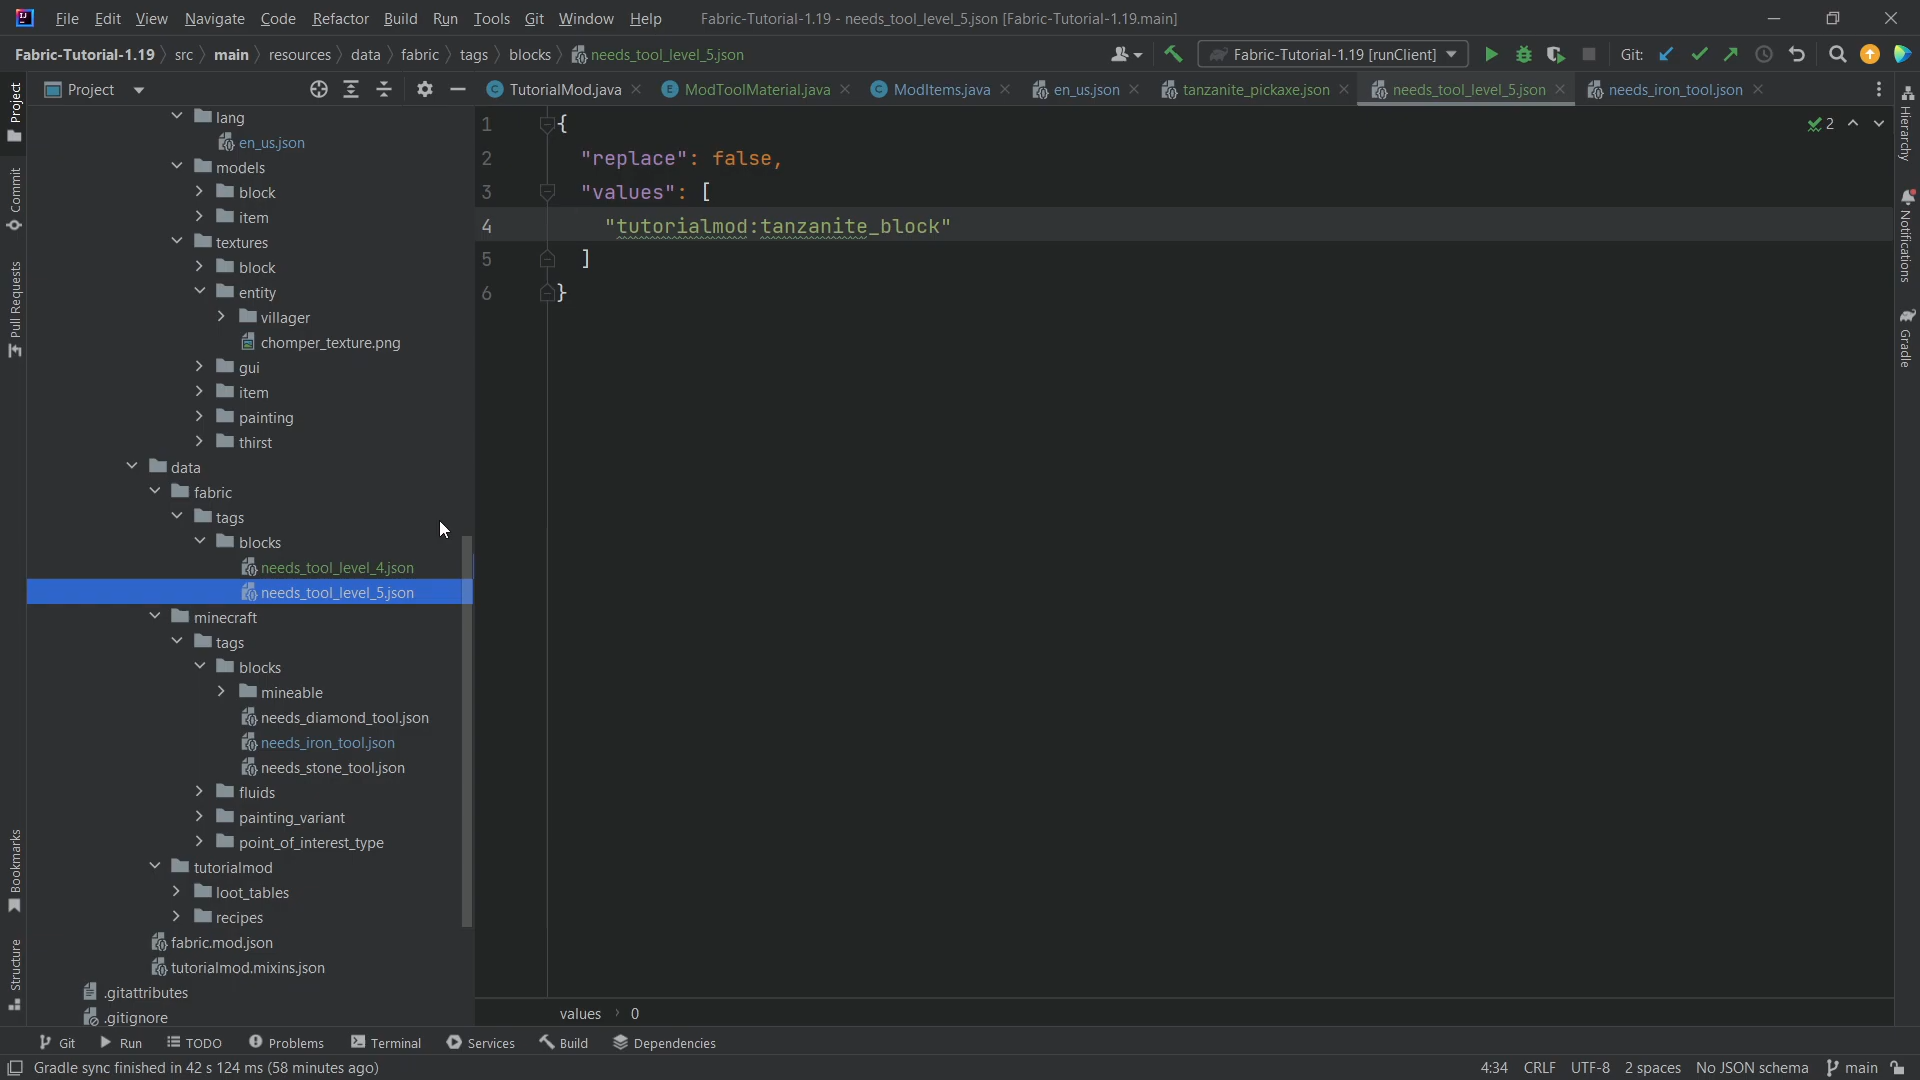 File Edit View Navigate Code Refactor Build Run Tools Git Window Help Fabric-Tutorial-1.19 - needs_tool_level_5.json [Fabric-Tutorial-1.19.main]
Fabric-Tutorial-1.19 src main resources data fabric tags blocks needs_tool_level_5.json Fabric-Tutorial-1.19 [runClient] Git:
Project TutorialMod.java ModToolMaterial.java ModItems.java en_us.json tanzanite_pickaxe.json needs_tool_level_5.json needs_iron_tool.json
Project
Commit
Pull Requests
Bookmarks
Structure
lang
en_us.json
models
block
item
textures
block
entity
villager
chomper_texture.png
gui
item
painting
thirst
data
fabric
tags
blocks
needs_tool_level_4.json
needs_tool_level_5.json
minecraft
tags
blocks
mineable
needs_diamond_tool.json
needs_iron_tool.json
needs_stone_tool.json
fluids
painting_variant
point_of_interest_type
tutorialmod
loot_tables
recipes
fabric.mod.json
tutorialmod.mixins.json
.gitattributes
.gitignore
1 {
2 "replace": false,
3 "values": [
4 "tutorialmod:tanzanite_block"
5 ]
6 }
2
values 0
Hierarchy
Notifications
Gradle
Git Run TODO Problems Terminal Services Build Dependencies
Gradle sync finished in 42 s 124 ms (58 minutes ago) 4:34 CRLF UTF-8 2 spaces No JSON schema main